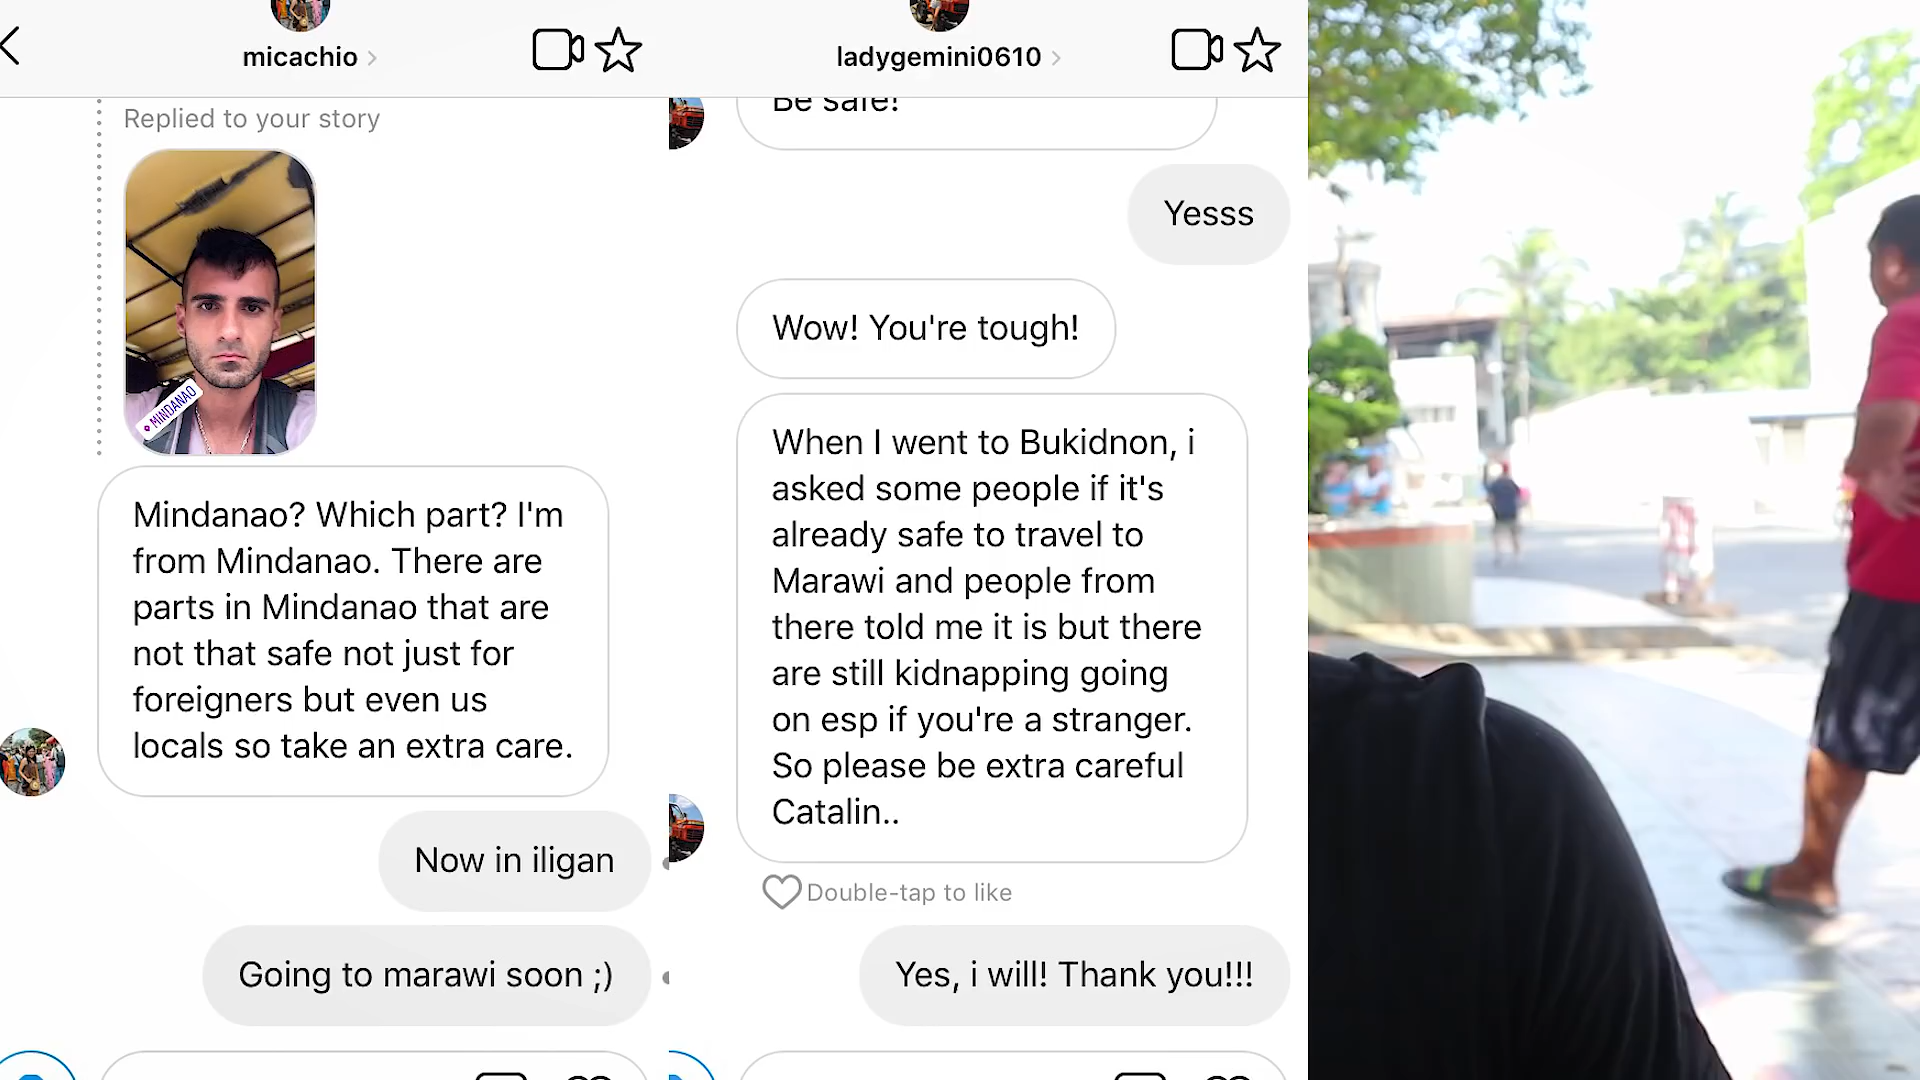 micachio
Replied to your story
MINDANAO
Mindanao? Which part? I'm
from Mindanao. There are
parts in Mindanao that are
not that safe not just for
foreigners but even us
locals so take an extra care.
Now in iligan
Going to marawi soon ;)
ladygemini0610
Be safe!
Yesss
Wow! You're tough!
When I went to Bukidnon, i
asked some people if it's
already safe to travel to
Marawi and people from
there told me it is but there
are still kidnapping going
on esp if you're a stranger.
So please be extra careful
Catalin..
Double-tap to like
Yes, i will! Thank you!!!